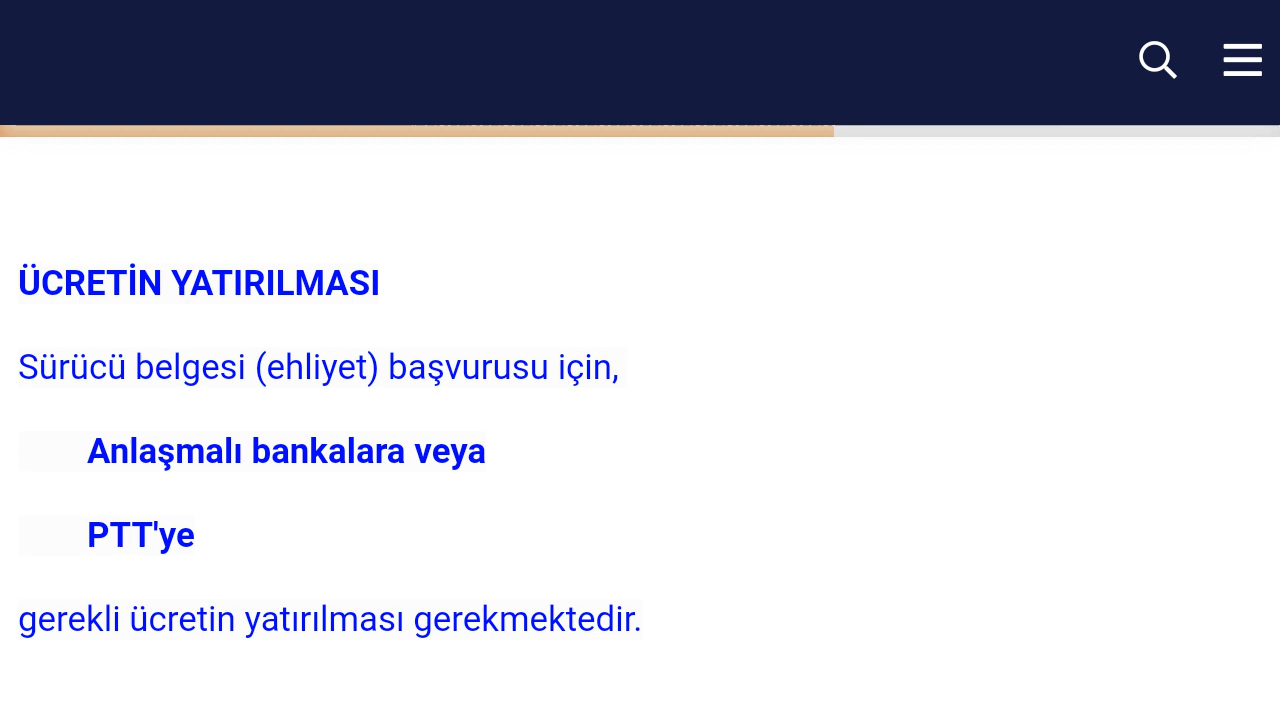 ÜCRETİN YATIRILMASI
Sürücü belgesi (ehliyet) başvurusu için,
Anlaşmalı bankalara veya
PTT'ye
gerekli ücretin yatırılması gerekmektedir.